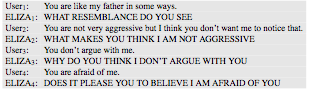 User₁: You are like my father in some ways.
ELIZA₁: WHAT RESEMBLANCE DO YOU SEE
User₂: You are not very aggressive but I think you don't want me to notice that.
ELIZA₂: WHAT MAKES YOU THINK I AM NOT AGGRESSIVE
User₃: You don't argue with me.
ELIZA₃: WHY DO YOU THINK I DON'T ARGUE WITH YOU
User₄: You are afraid of me.
ELIZA₄: DOES IT PLEASE YOU TO BELIEVE I AM AFRAID OF YOU